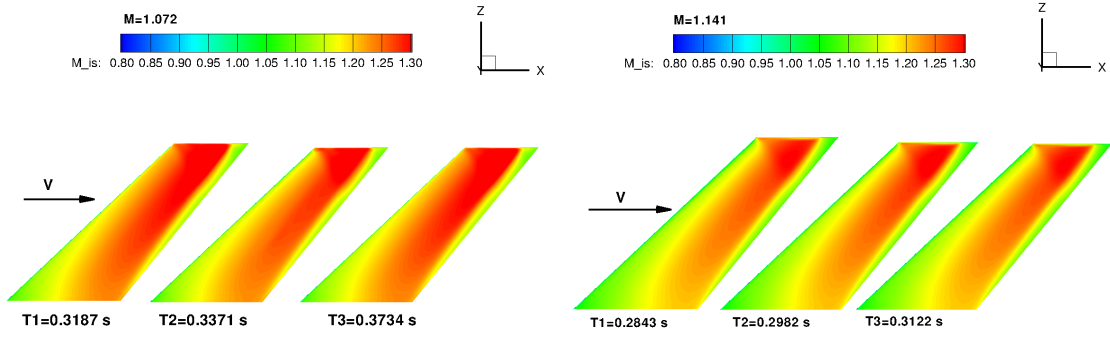 M=1.072
M_is: 0.80 0.85 0.90 0.95 1.00 1.05 1.10 1.15 1.20 1.25 1.30
Z
X
V
T1=0.3187 s
T2=0.3371 s
T3=0.3734 s
M=1.141
M_is: 0.80 0.85 0.90 0.95 1.00 1.05 1.10 1.15 1.20 1.25 1.30
Z
X
V
T1=0.2843 s
T2=0.2982 s
T3=0.3122 s